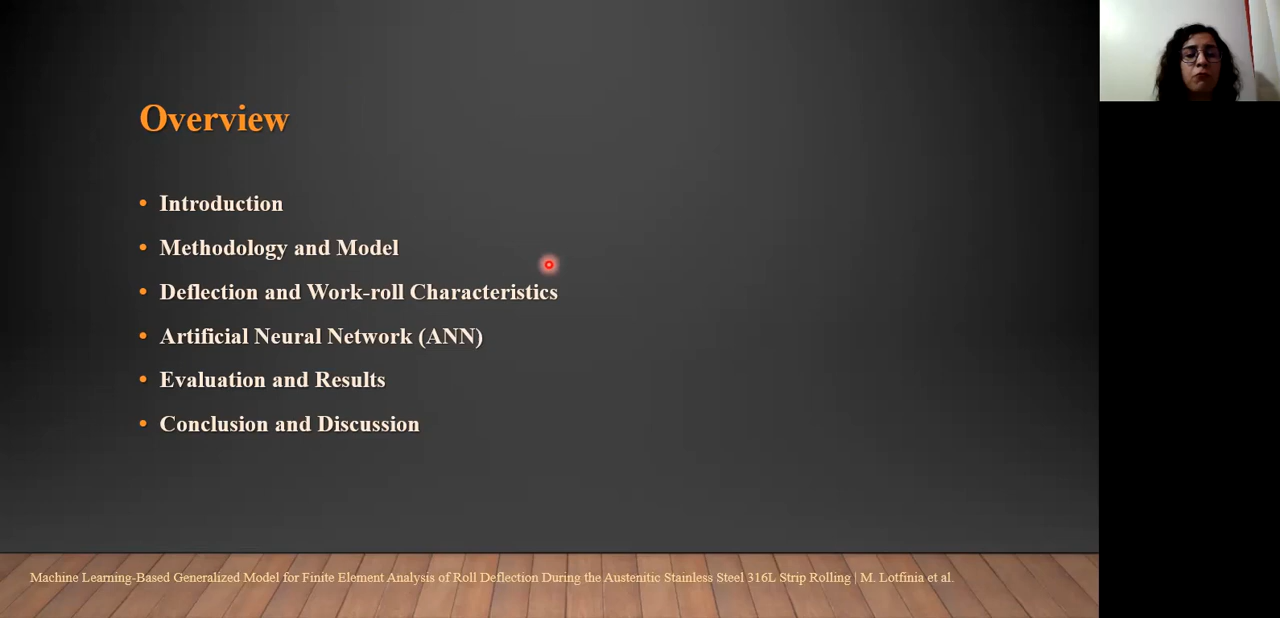 Overview
• Introduction
• Methodology and Model
• Deflection and Work-roll Characteristics
• Artificial Neural Network (ANN)
• Evaluation and Results
• Conclusion and Discussion
Machine Learning-Based Generalized Model for Finite Element Analysis of Roll Deflection During the Austenitic Stainless Steel 316L Strip Rolling | M. Lotfinia et al.